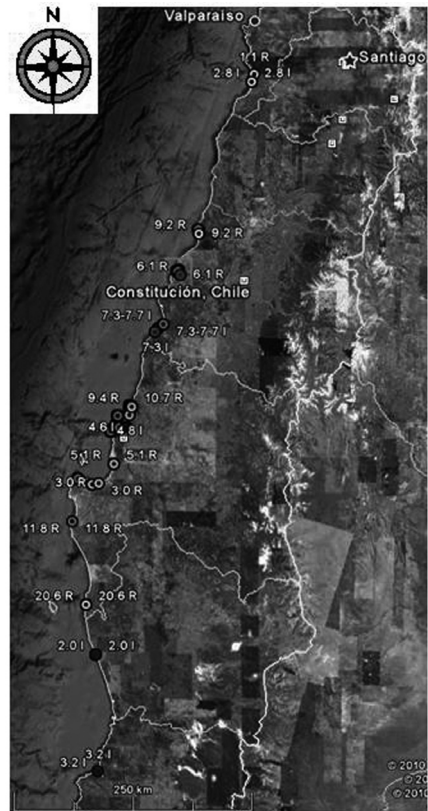 N
Valparaíso
Santiago
1.1 R
2.8 I 2.8 I
9.2 R 9.2 R
6.1 R 6.1 R
Constitución, Chile
7.3-7.7 I 7.3-7.7 I
7.3 I
9.4 R 10.7 R
4.6 I 4.8 I
5.1 R 5.1 R
3.0 R 3.0 R
11.8 R 11.8 R
20.6 R 20.6 R
2.0 I 2.0 I
3.2 I 3.2 I
250 km
© 2010
© 20
© 2010